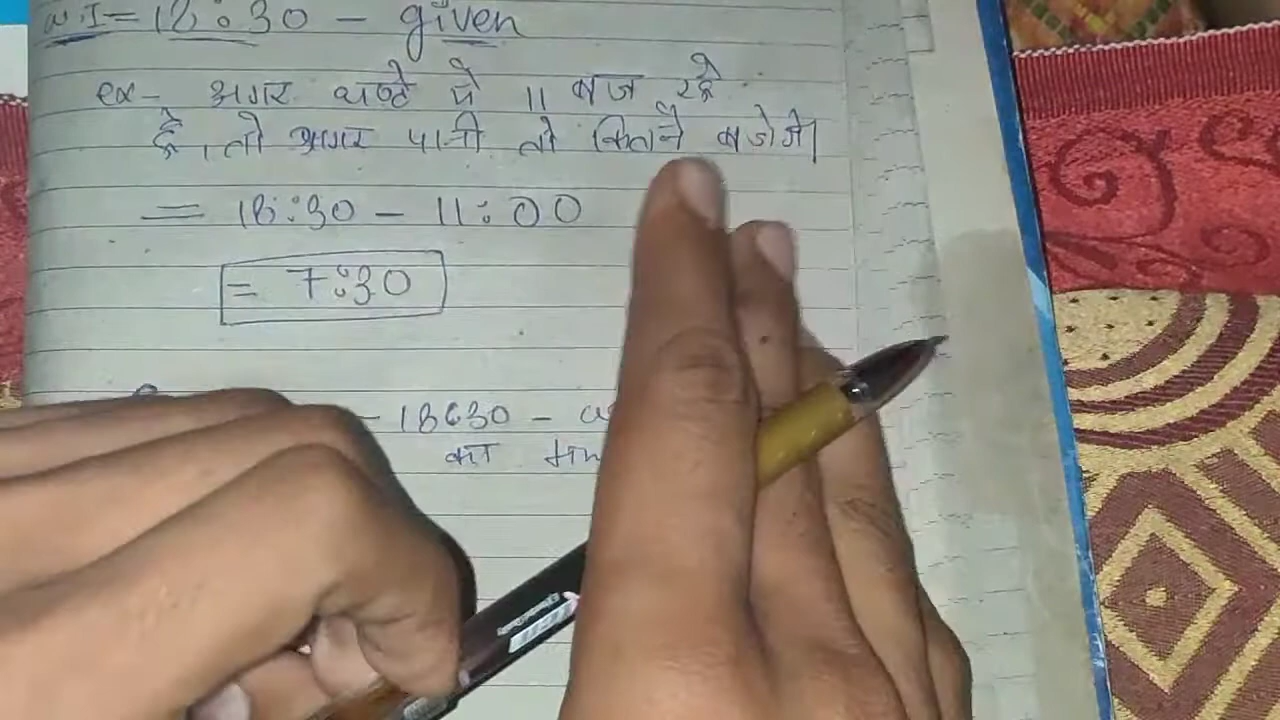 W.I = 18:30 - given
ex- अगर घण्टे में 11 बज रहे
है, तो अगर पानी तो कितने बजेगे।
= 18:30 - 11:00
= 7:30
- 18:30 -
का